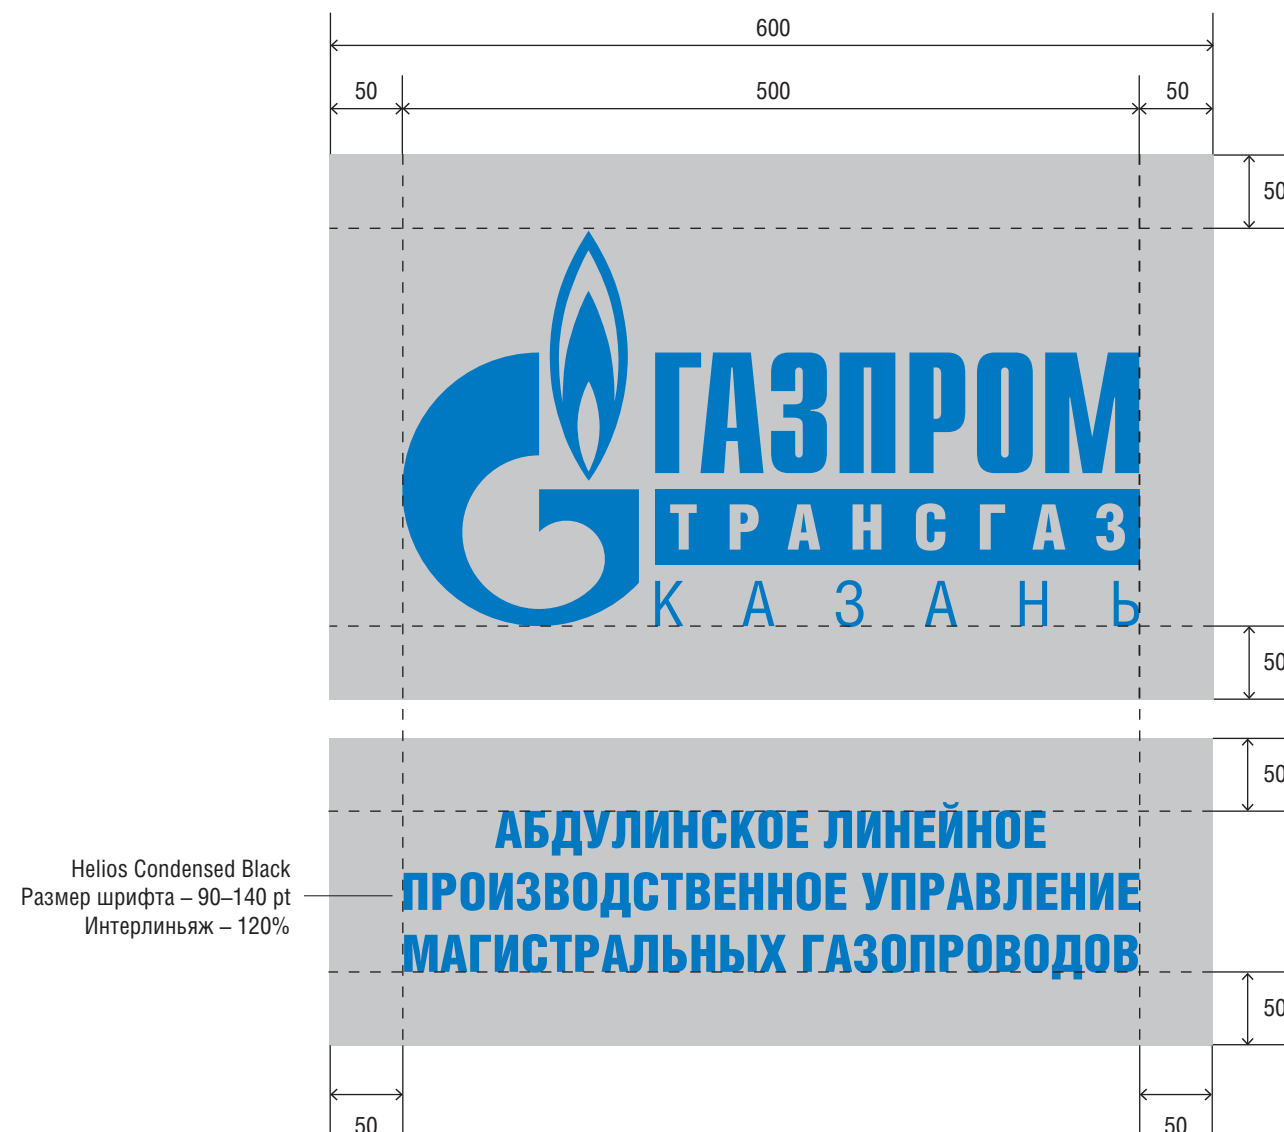 600
50 500 50
50
ГАЗПРОМ
ТРАНСГАЗ
КАЗАНЬ
50
50
АБДУЛИНСКОЕ ЛИНЕЙНОЕ
ПРОИЗВОДСТВЕННОЕ УПРАВЛЕНИЕ
МАГИСТРАЛЬНЫХ ГАЗОПРОВОДОВ
Helios Condensed Black
Размер шрифта – 90–140 pt
Интерлиньяж – 120%
50
50 50